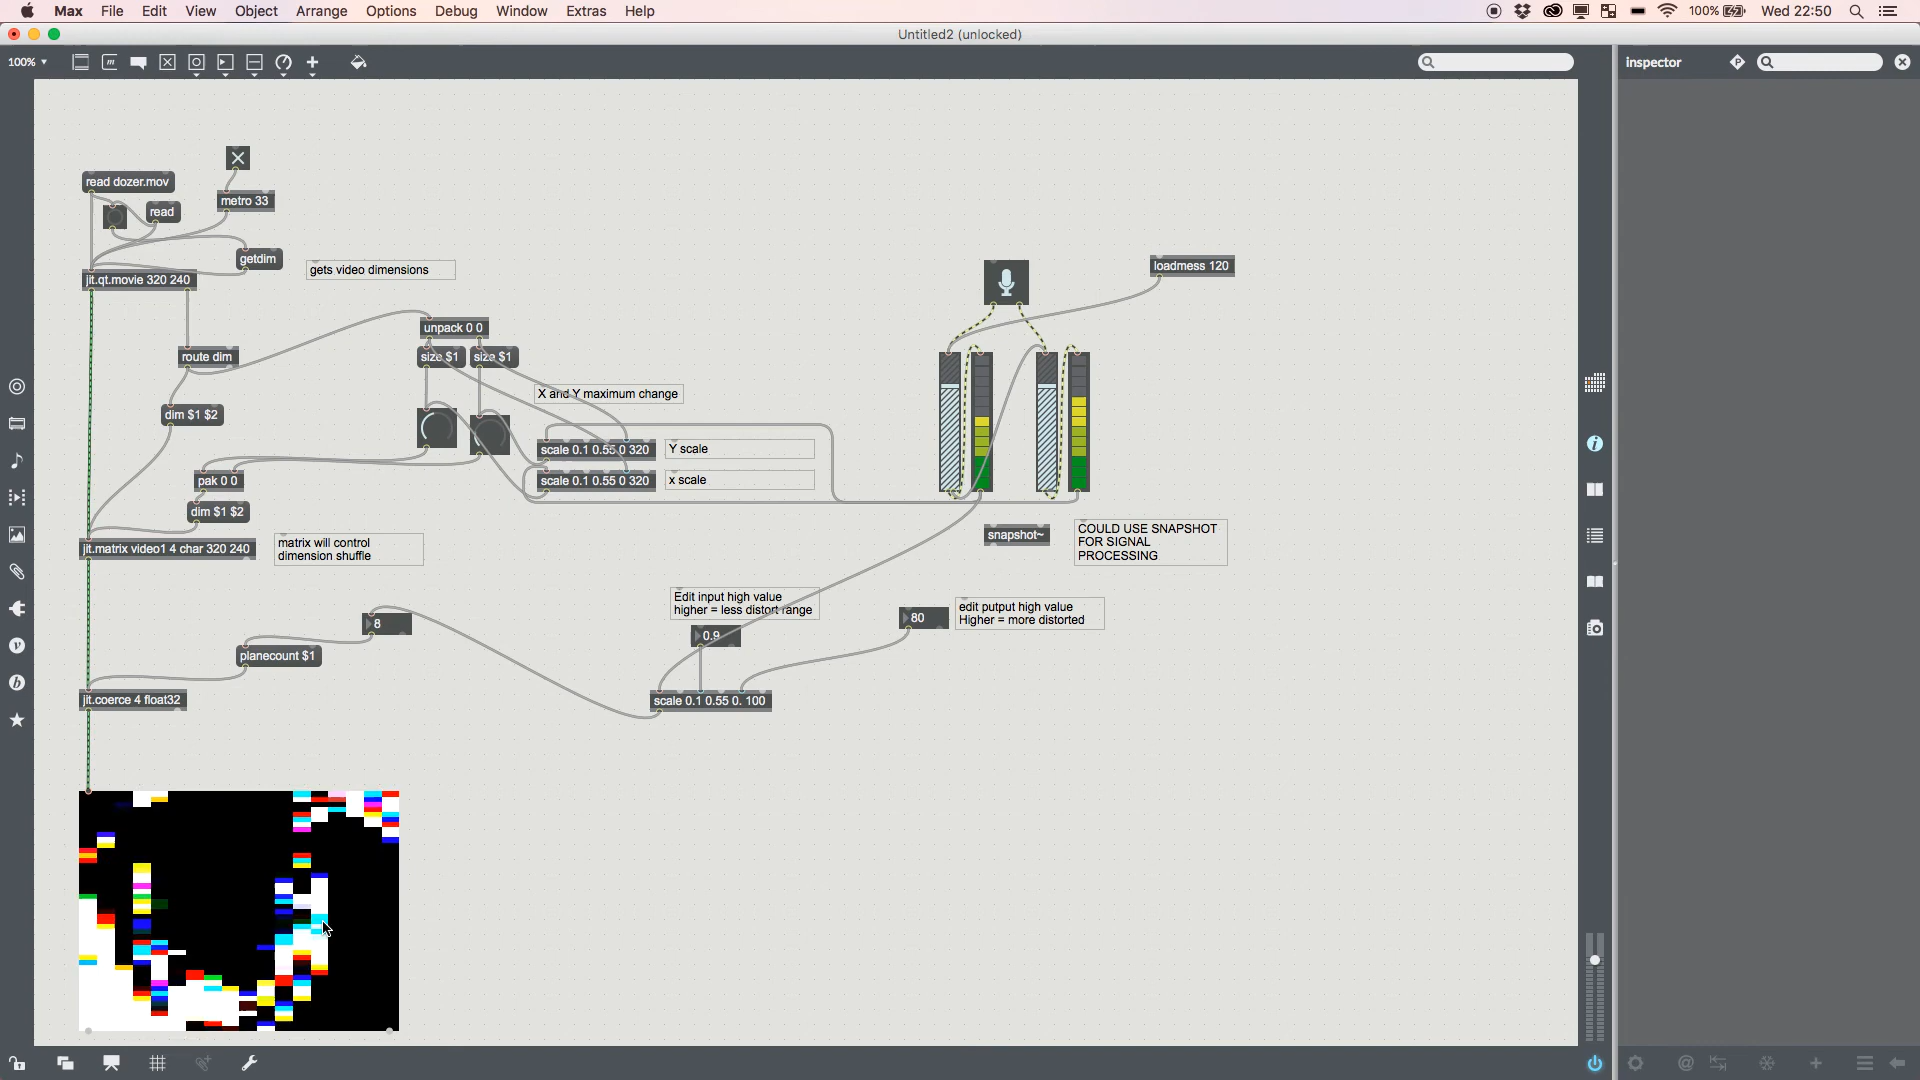 Max File Edit View Object Arrange Options Debug Window Extras Help 100% Wed 22:50
Untitled2 (unlocked)
100%
inspector
read dozer.mov
metro 33
read
getdim
gets video dimensions
loadmess 120
jit.qt.movie 320 240
unpack 0 0
route dim
size $1
size $1
X and Y maximum change
dim $1 $2
scale 0.1 0.55 0 320
Y scale
pak 0 0
scale 0.1 0.55 0 320
x scale
dim $1 $2
snapshot~
COULD USE SNAPSHOT
FOR SIGNAL
PROCESSING
jit.matrix video1 4 char 320 240
matrix will control
dimension shuffle
Edit input high value
higher = less distort range
edit putput high value
Higher = more distorted
8
80
0.9
planecount $1
jit.coerce 4 float32
scale 0.1 0.55 0. 100